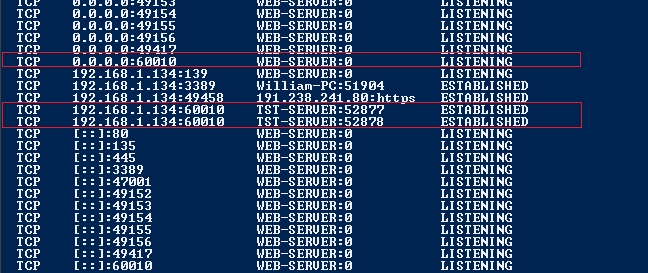 TCP 0.0.0.0:49153 WEB-SERVER:0 LISTENING
TCP 0.0.0.0:49154 WEB-SERVER:0 LISTENING
TCP 0.0.0.0:49155 WEB-SERVER:0 LISTENING
TCP 0.0.0.0:49156 WEB-SERVER:0 LISTENING
TCP 0.0.0.0:49417 WEB-SERVER:0 LISTENING
TCP 0.0.0.0:60010 WEB-SERVER:0 LISTENING
TCP 192.168.1.134:139 WEB-SERVER:0 LISTENING
TCP 192.168.1.134:3389 William-PC:51904 ESTABLISHED
TCP 192.168.1.134:49458 191.238.241.80:https ESTABLISHED
TCP 192.168.1.134:60010 TST-SERVER:52877 ESTABLISHED
TCP 192.168.1.134:60010 TST-SERVER:52878 ESTABLISHED
TCP [::]:80 WEB-SERVER:0 LISTENING
TCP [::]:135 WEB-SERVER:0 LISTENING
TCP [::]:445 WEB-SERVER:0 LISTENING
TCP [::]:3389 WEB-SERVER:0 LISTENING
TCP [::]:47001 WEB-SERVER:0 LISTENING
TCP [::]:49152 WEB-SERVER:0 LISTENING
TCP [::]:49153 WEB-SERVER:0 LISTENING
TCP [::]:49154 WEB-SERVER:0 LISTENING
TCP [::]:49155 WEB-SERVER:0 LISTENING
TCP [::]:49156 WEB-SERVER:0 LISTENING
TCP [::]:49417 WEB-SERVER:0 LISTENING
TCP [::]:60010 WEB-SERVER:0 LISTENING